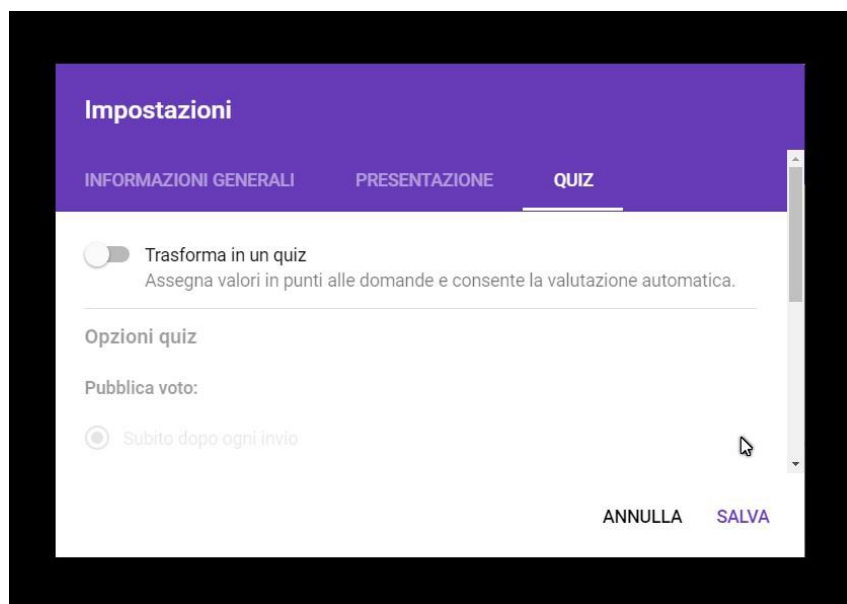 Impostazioni
INFORMAZIONI GENERALI PRESENTAZIONE QUIZ
Trasforma in un quiz
Assegna valori in punti alle domande e consente la valutazione automatica.
Opzioni quiz
Pubblica voto:
Subito dopo ogni invio
ANNULLA SALVA